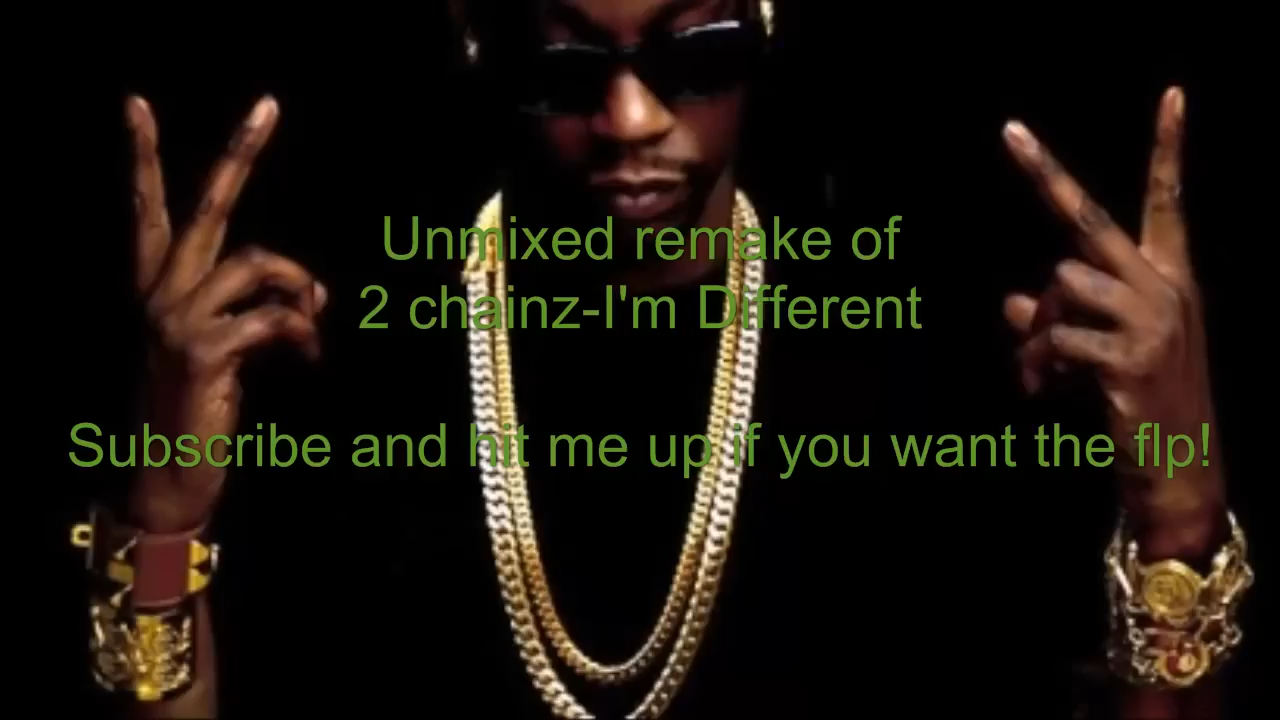 Unmixed remake of
2 chainz-I'm Different
Subscribe and hit me up if you want the flp!